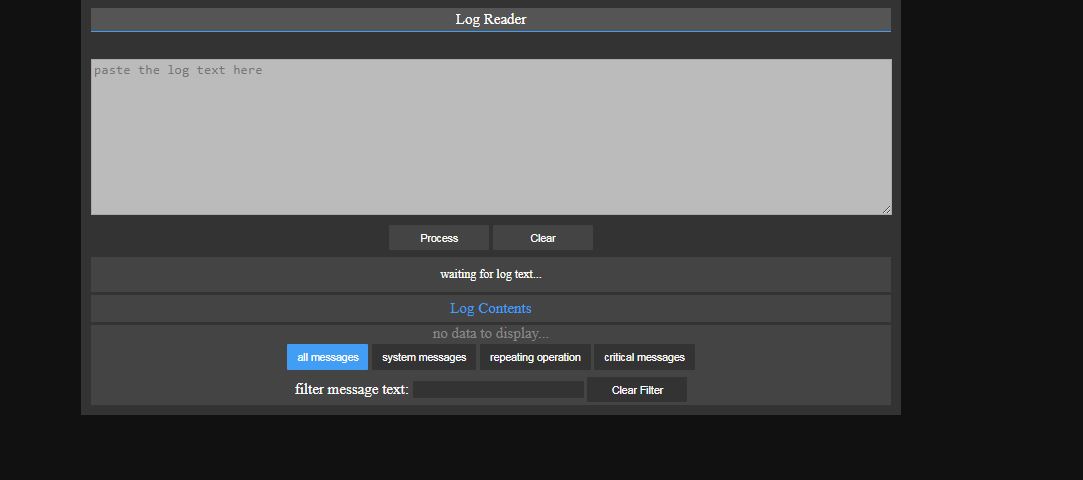 Log Reader
paste the log text here
Process Clear
waiting for log text...
Log Contents
no data to display...
all messages system messages repeating operation critical messages
filter message text: Clear Filter